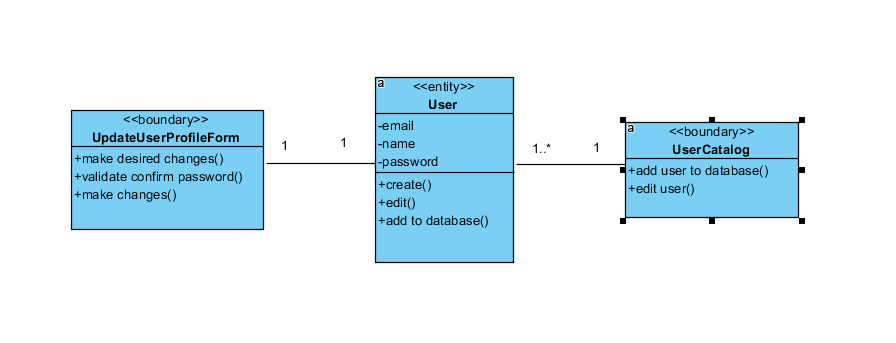 <<boundary>>
UpdateUserProfileForm
+make desired changes()
+validate confirm password()
+make changes()
1
1
a
<<entity>>
User
-email
-name
-password
+create()
+edit()
+add to database()
1..*
1
a
<<boundary>>
UserCatalog
+add user to database()
+edit user()